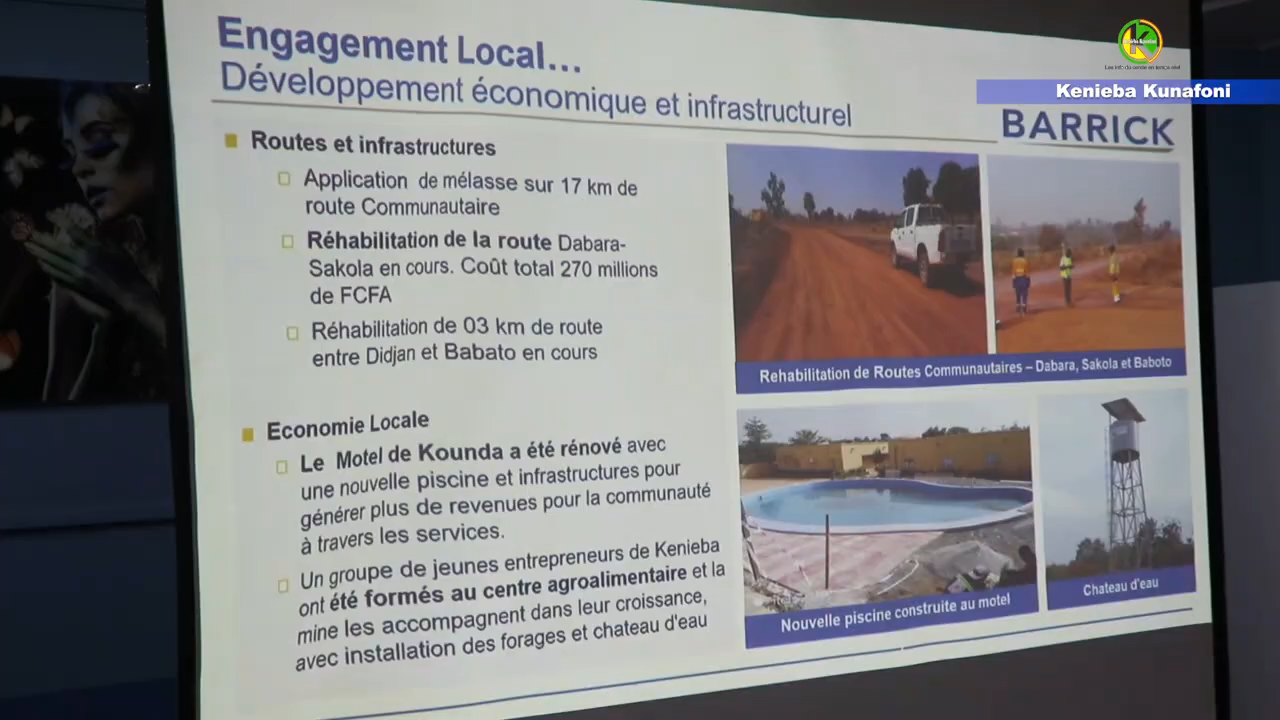 Engagement Local...
Développement économique et infrastructurel
Kenieba Kunafoni
BARRICK
Routes et infrastructures
Application de mélasse sur 17 km de
route Communautaire
Réhabilitation de la route Dabara-
Sakola en cours. Coût total 270 millions
de FCFA
Réhabilitation de 03 km de route
entre Didjan et Babato en cours
Rehabilitation de Routes Communautaires – Dabara, Sakola et Baboto
Economie Locale
Le Motel de Kounda a été rénové avec
une nouvelle piscine et infrastructures pour
générer plus de revenues pour la communauté
à travers les services.
Un groupe de jeunes entrepreneurs de Kenieba
ont été formés au centre agroalimentaire et la
mine les accompagnent dans leur croissance,
avec installation des forages et chateau d'eau
Nouvelle piscine construite au motel
Chateau d'eau